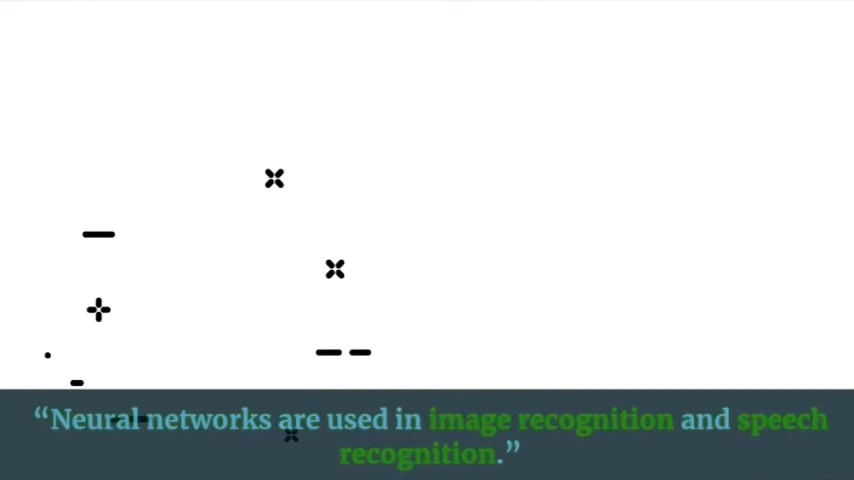 “Neural networks are used in image recognition and speech
recognition.”